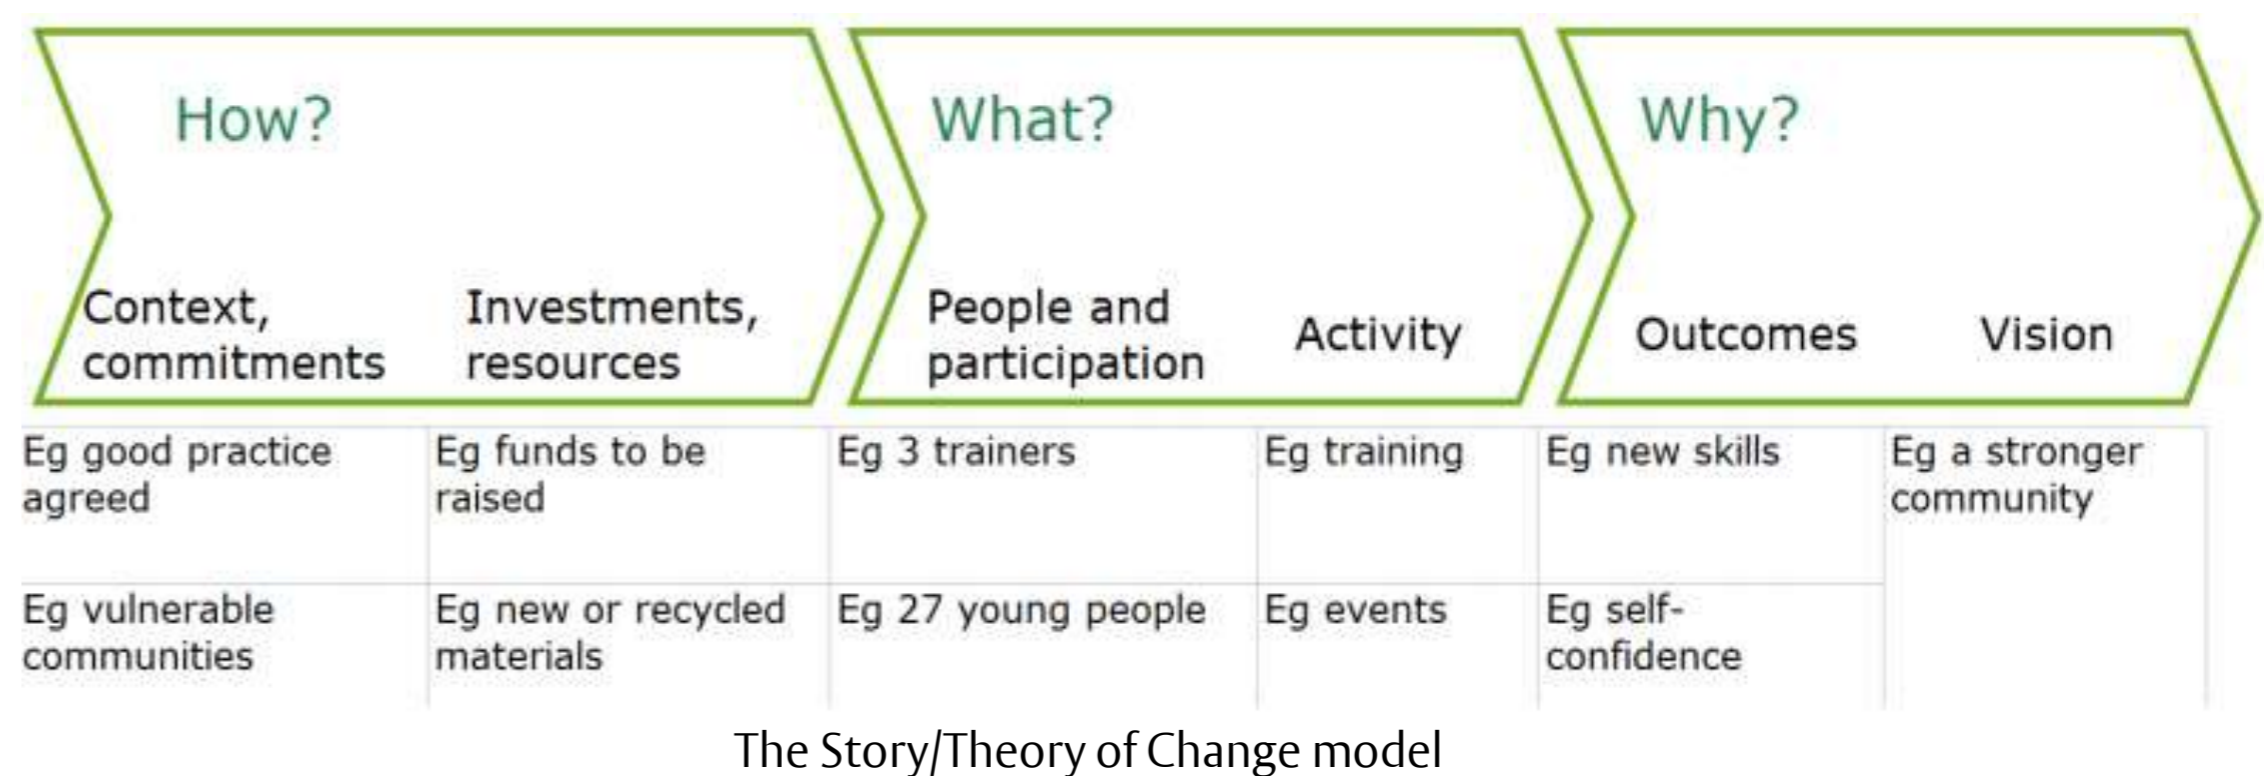 How?
What?
Why?
Context,
commitments
Investments,
resources
People and
participation
Activity
Outcomes
Vision
Eg good practice
agreed
Eg funds to be
raised
Eg 3 trainers
Eg training
Eg new skills
Eg a stronger
community
Eg vulnerable
communities
Eg new or recycled
materials
Eg 27 young people
Eg events
Eg self-
confidence
The Story/Theory of Change model